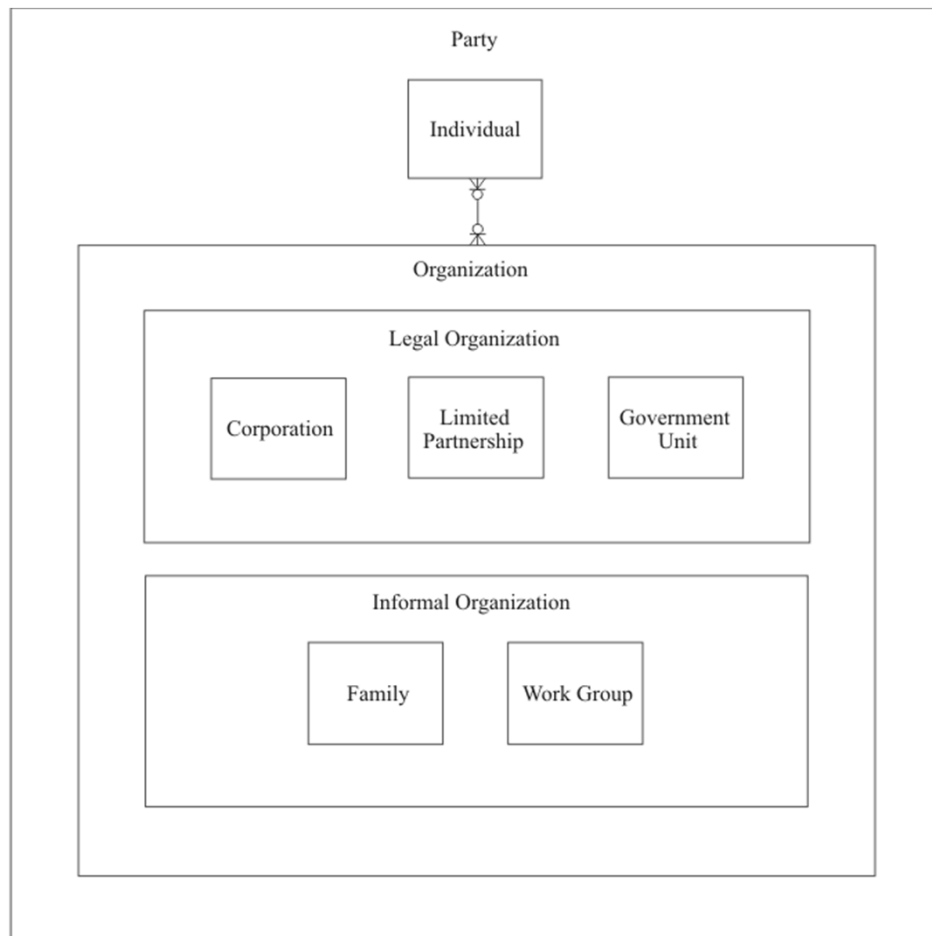 Party
Individual
Organization
Legal Organization
Corporation
Limited
Partnership
Government
Unit
Informal Organization
Family
Work Group